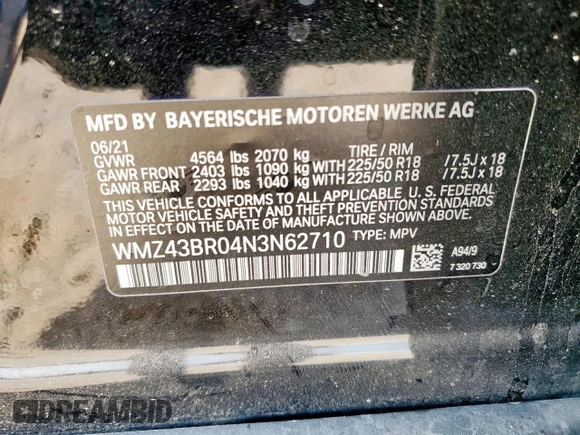 MFD BY BAYERISCHE MOTOREN WERKE AG
06/21
GVWR 4564 lbs 2070 kg TIRE / RIM
GAWR FRONT 2403 lbs 1090 kg WITH 225/50 R18 /7.5J x 18
GAWR REAR 2293 lbs 1040 kg WITH 225/50 R18 /7.5J x 18
THIS VEHICLE CONFORMS TO ALL APPLICABLE U. S. FEDERAL
MOTOR VEHICLE SAFETY, BUMPER, AND THEFT PREVENTION STANDARDS
IN EFFECT ON THE DATE OF MANUFACTURE SHOWN ABOVE.
WMZ43BR04N3N62710 TYPE: MPV
A94/9
7 320 730
DREAMBID